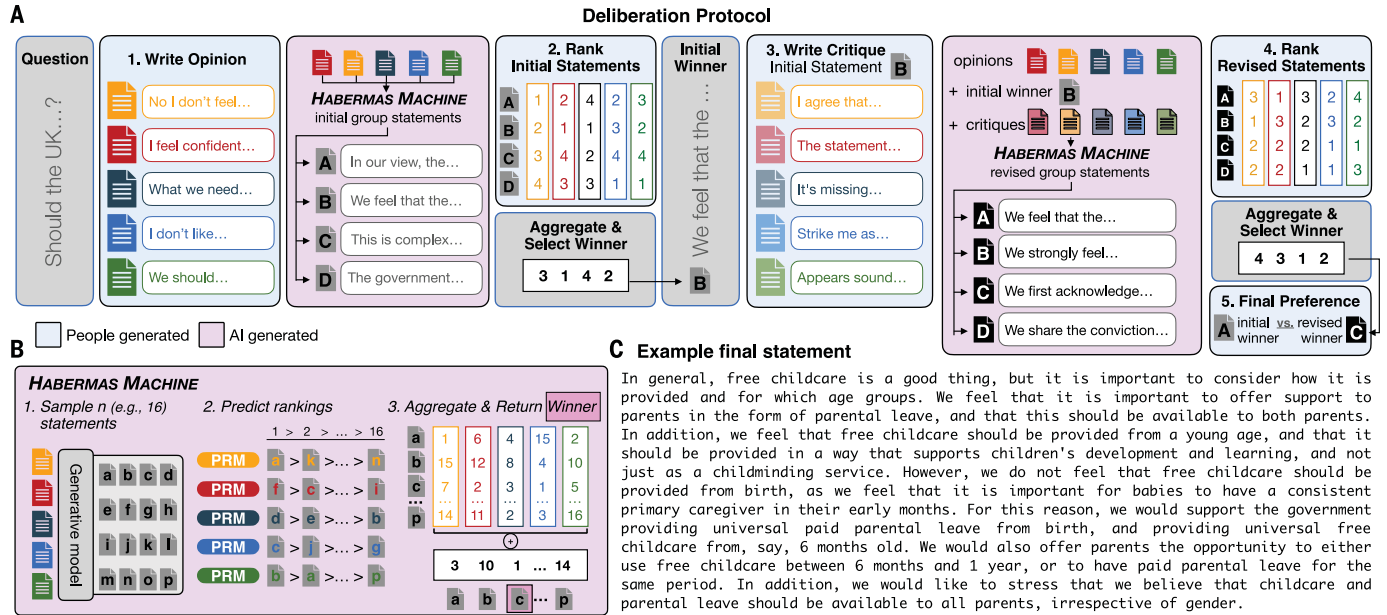 A
Deliberation Protocol
Question
Should the UK...?
1. Write Opinion
No I don't feel...
I feel confident...
What we need...
I don't like...
We should...
HABERMAS MACHINE
initial group statements
A In our view, the...
B We feel that the...
C This is complex...
D The government...
2. Rank
Initial Statements
A 1 2 4 2 3
B 2 1 1 3 2
C 3 4 2 4 4
D 4 3 3 1 1
Aggregate &
Select Winner
3 1 4 2
Initial
Winner
We feel that the ...
B
3. Write Critique
Initial Statement B
I agree that...
The statement...
It's missing...
Strike me as...
Appears sound...
opinions
+ initial winner B
+ critiques
HABERMAS MACHINE
revised group statements
A We feel that the...
B We strongly feel...
C We first acknowledge...
D We share the conviction...
4. Rank
Revised Statements
A 3 1 3 2 4
B 1 3 2 3 2
C 2 2 2 1 1
D 2 2 1 1 3
Aggregate &
Select Winner
4 3 1 2
5. Final Preference
A initial vs. revised C
winner winner
People generated
AI generated
B
HABERMAS MACHINE
1. Sample n (e.g., 16)
statements
Generative model
a b c d
e f g h
i j k l
m n o p
2. Predict rankings
1 > 2 > ... > 16
PRM a > k >... > n
PRM f > c >... > i
PRM d > e >... > b
PRM c > j >... > g
PRM b > a >... > p
3. Aggregate & Return Winner
a 1 6 4 15 2
b 15 12 8 4 10
c 7 2 3 1 5
... ... ... ... ... ...
p 14 11 2 3 16
+
3 10 1 ... 14
a b c ... p
C Example final statement
In general, free childcare is a good thing, but it is important to consider how it is
provided and for which age groups. We feel that it is important to offer support to
parents in the form of parental leave, and that this should be available to both parents.
In addition, we feel that free childcare should be provided from a young age, and that it
should be provided in a way that supports children's development and learning, and not
just as a childminding service. However, we do not feel that free childcare should be
provided from birth, as we feel that it is important for babies to have a consistent
primary caregiver in their early months. For this reason, we would support the government
providing universal paid parental leave from birth, and providing universal free
childcare from, say, 6 months old. We would also offer parents the opportunity to either
use free childcare between 6 months and 1 year, or to have paid parental leave for the
same period. In addition, we would like to stress that we believe that childcare and
parental leave should be available to all parents, irrespective of gender.